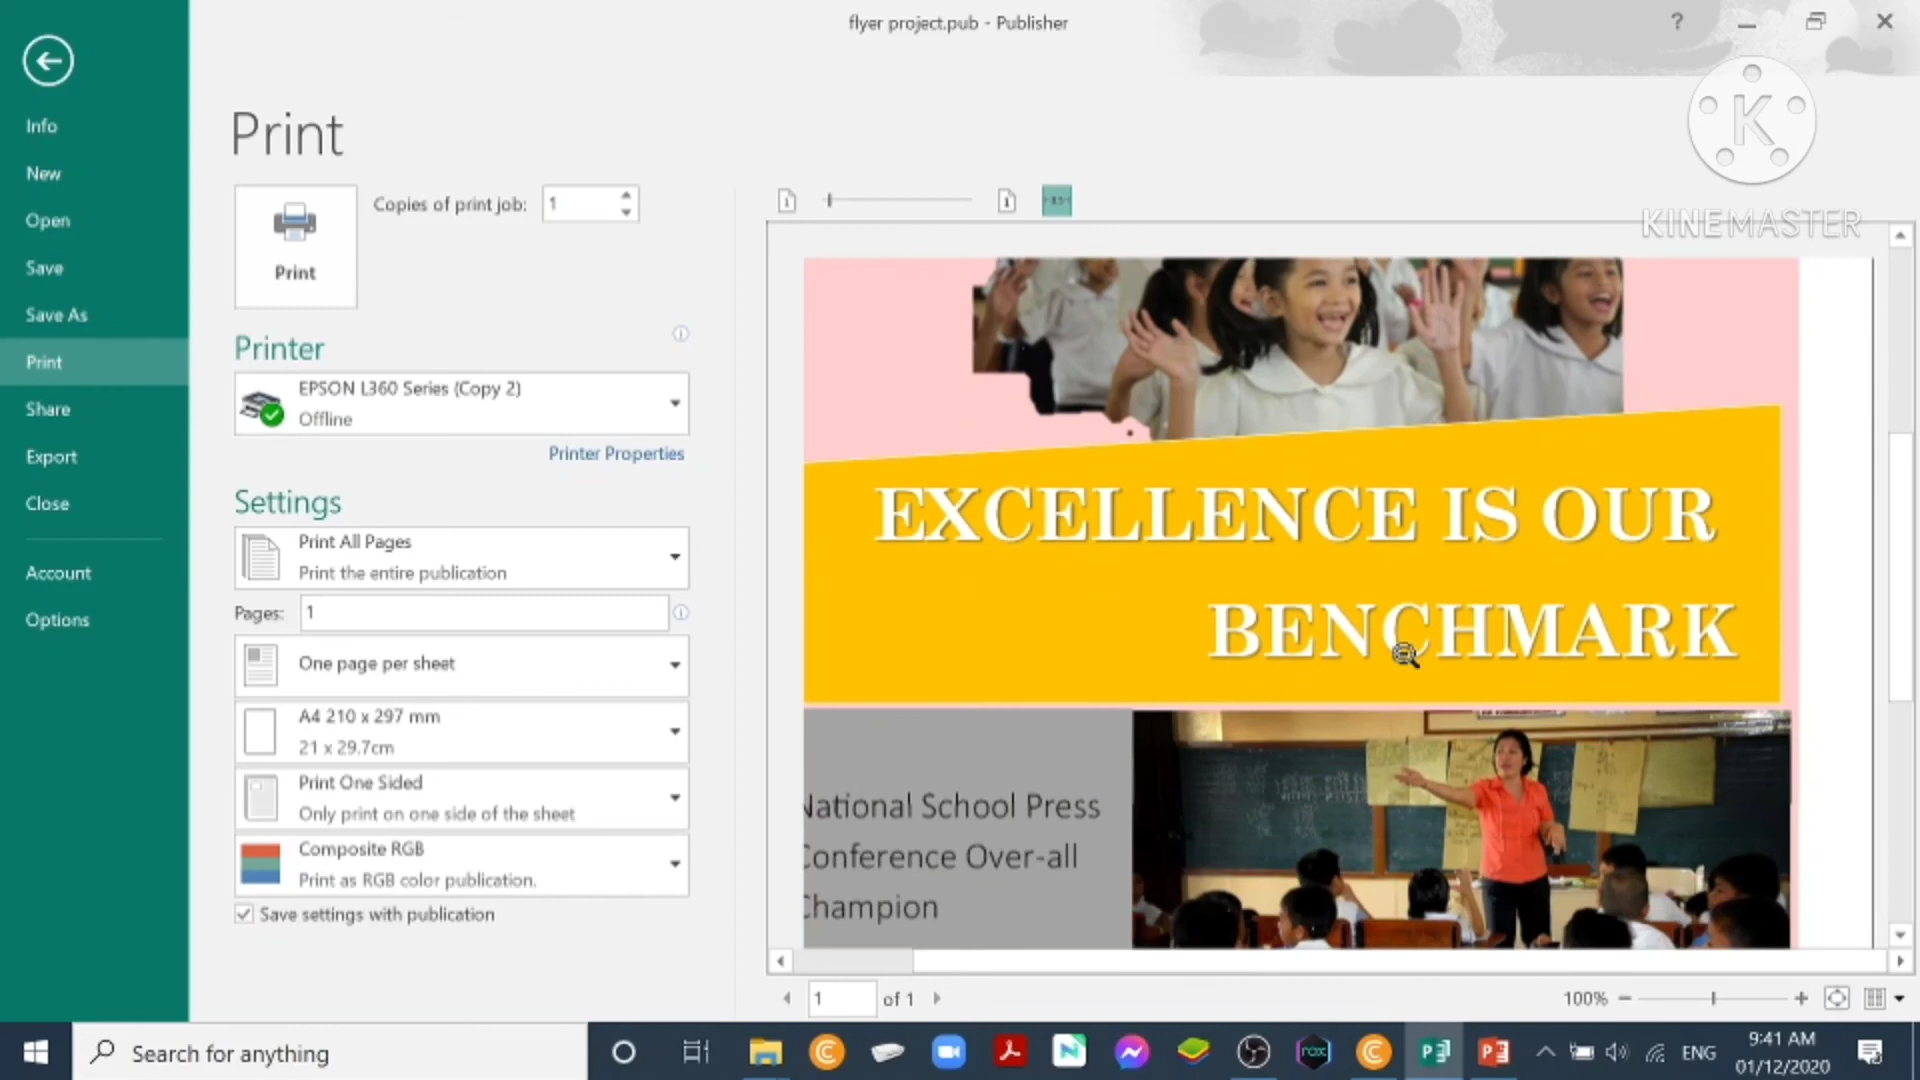 flyer project.pub - Publisher
?
K
KINEMASTER
Info
New
Open
Save
Save As
Print
Share
Export
Close
Account
Options
Print
Print
Copies of print job: 1
Printer
EPSON L360 Series (Copy 2)
Offline
Printer Properties
Settings
Print All Pages
Print the entire publication
Pages: 1
One page per sheet
A4 210 x 297 mm
21 x 29.7cm
Print One Sided
Only print on one side of the sheet
Composite RGB
Print as RGB color publication.
Save settings with publication
EXCELLENCE IS OUR
BENCHMARK
National School Press
Conference Over-all
Champion
1 of 1
100%
Search for anything
ENG
9:41 AM
01/12/2020